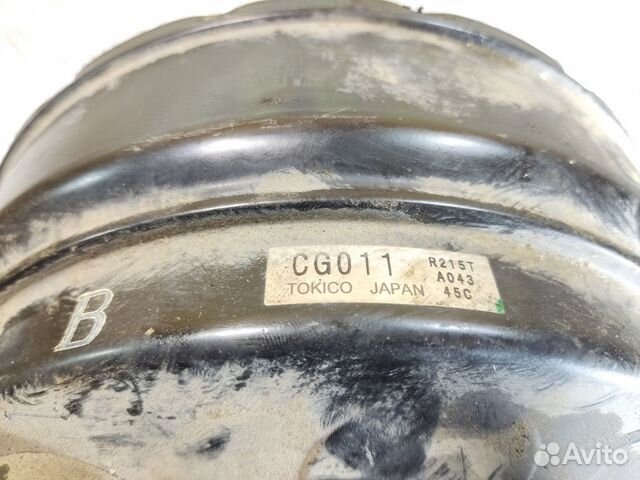 CG011 R215T
A043
TOKICO JAPAN 45C
B
Avito